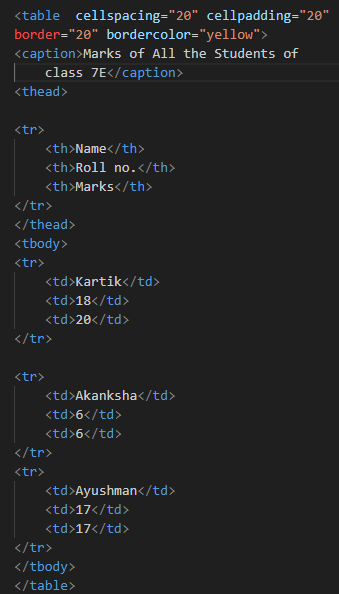 <table  cellspacing="20" cellpadding="20"
border="20" bordercolor="yellow">
<caption>Marks of All the Students of
    class 7E</caption>
<thead>

<tr>
    <th>Name</th>
    <th>Roll no.</th>
    <th>Marks</th>
</tr>
</thead>
<tbody>
<tr>
    <td>Kartik</td>
    <td>18</td>
    <td>20</td>
</tr>

<tr>
    <td>Akanksha</td>
    <td>6</td>
    <td>6</td>
</tr>
<tr>
    <td>Ayushman</td>
    <td>17</td>
    <td>17</td>
</tr>
</tbody>
</table>